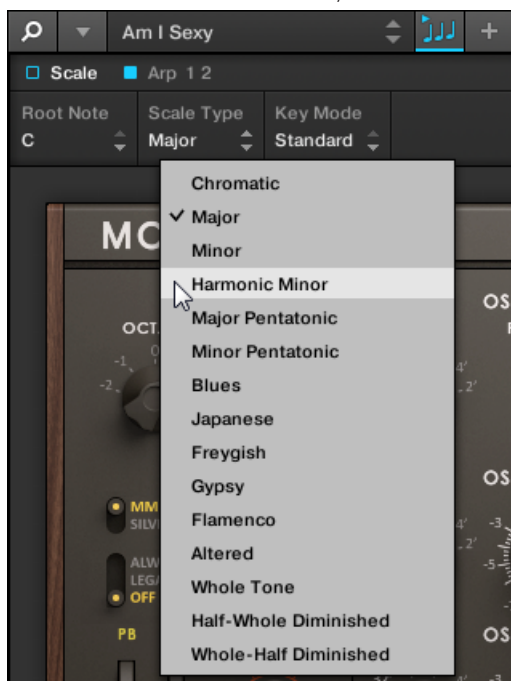 Am I Sexy
Scale Arp 1 2
Root Note Scale Type Key Mode
C Major Standard
Chromatic
Major
Minor
Harmonic Minor
Major Pentatonic
Minor Pentatonic
Blues
Japanese
Freygish
Gypsy
Flamenco
Altered
Whole Tone
Half-Whole Diminished
Whole-Half Diminished
MO
OCT
-1
0
-2
MM
SILV
ALW
LEGA
OFF
PB
OS
4'
2'
OS
4'
2'
-3
-5
OS